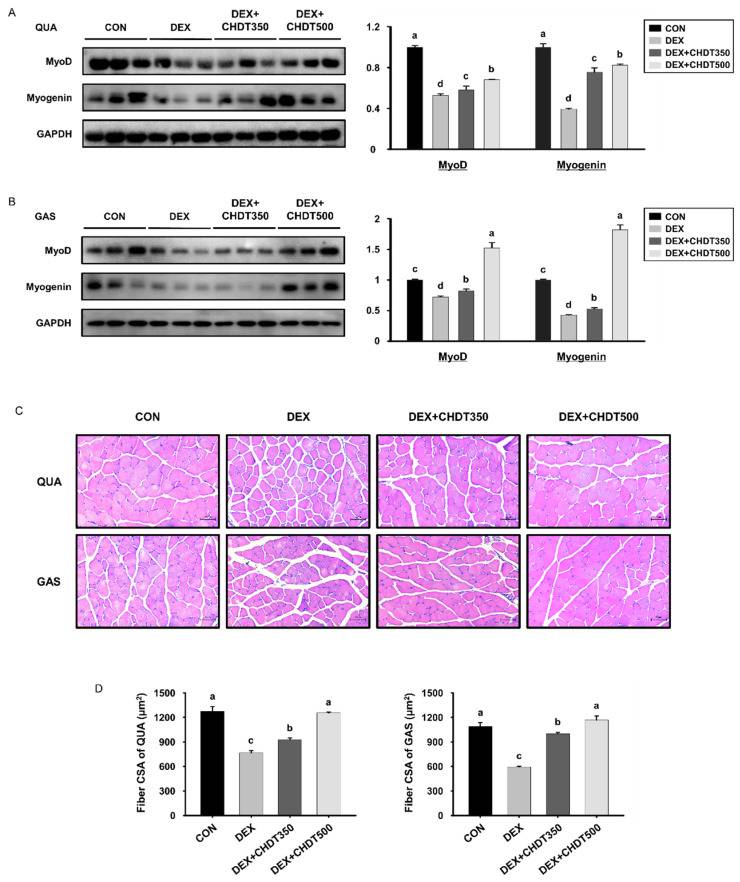 A
QUA
CON
DEX
DEX+
CHDT350
DEX+
CHDT500
MyoD
Myogenin
GAPDH
1.2
0.8
0.4
0
a
d
c
b
a
d
c
b
MyoD
Myogenin
CON
DEX
DEX+CHDT350
DEX+CHDT500
B
GAS
CON
DEX
DEX+
CHDT350
DEX+
CHDT500
MyoD
Myogenin
GAPDH
2
1.5
1
0.5
0
c
d
b
a
c
d
b
a
MyoD
Myogenin
CON
DEX
DEX+CHDT350
DEX+CHDT500
C
CON
DEX
DEX+CHDT350
DEX+CHDT500
QUA
GAS
D
Fiber CSA of QUA (μm²)
1500
1200
900
600
300
0
a
c
b
a
CON
DEX
DEX+CHDT350
DEX+CHDT500
Fiber CSA of GAS (μm²)
1500
1200
900
600
300
0
a
c
b
a
CON
DEX
DEX+CHDT350
DEX+CHDT500